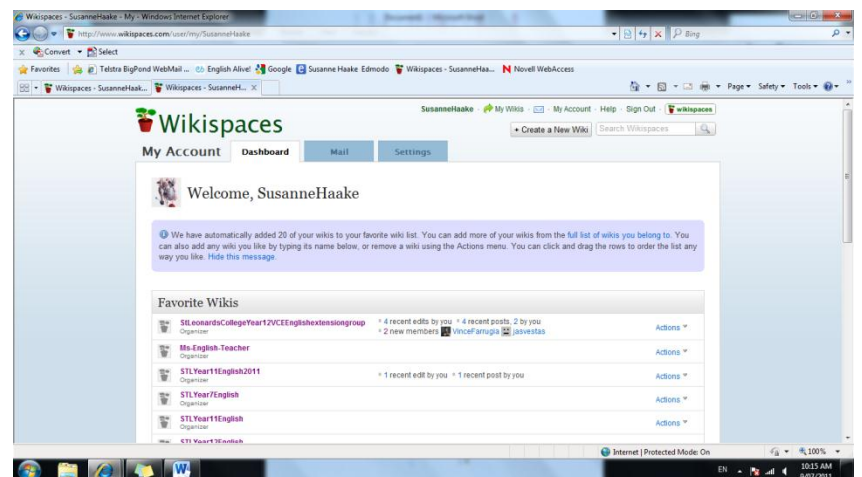 Wikispaces - SusanneHaake - My - Windows Internet Explorer
http://www.wikispaces.com/user/my/SusanneHaake
Bing
x Convert Select
Favorites Telstra BigPond WebMail ... English Alive! Google Susanne Haake Edmodo Wikispaces - SusanneHaa... Novell WebAccess
Wikispaces - SusanneHaak... Wikispaces - SusanneH... X
Page Safety Tools
SusanneHaake My Wikis My Account Help Sign Out wikispaces
Wikispaces
+ Create a New Wiki Search Wikispaces
My Account Dashboard Mail Settings
Welcome, SusanneHaake
We have automatically added 20 of your wikis to your favorite wiki list. You can add more of your wikis from the full list of wikis you belong to. You
can also add any wiki you like by typing its name below, or remove a wiki using the Actions menu. You can click and drag the rows to order the list any
way you like. Hide this message.
Favorite Wikis
StLeonardsCollegeYear12VCEEnglishextensiongroup
Organizer
4 recent edits by you 4 recent posts, 2 by you
2 new members VinceFarrugia jasvestas
Actions
Ms-English-Teacher
Organizer
Actions
STLYear11English2011
Organizer
1 recent edit by you 1 recent post by you
Actions
STLYear7English
Organizer
Actions
STLYear11English
Organizer
Actions
STLYear12English
Internet | Protected Mode: On 100%
EN 10:15 AM
9/07/2011